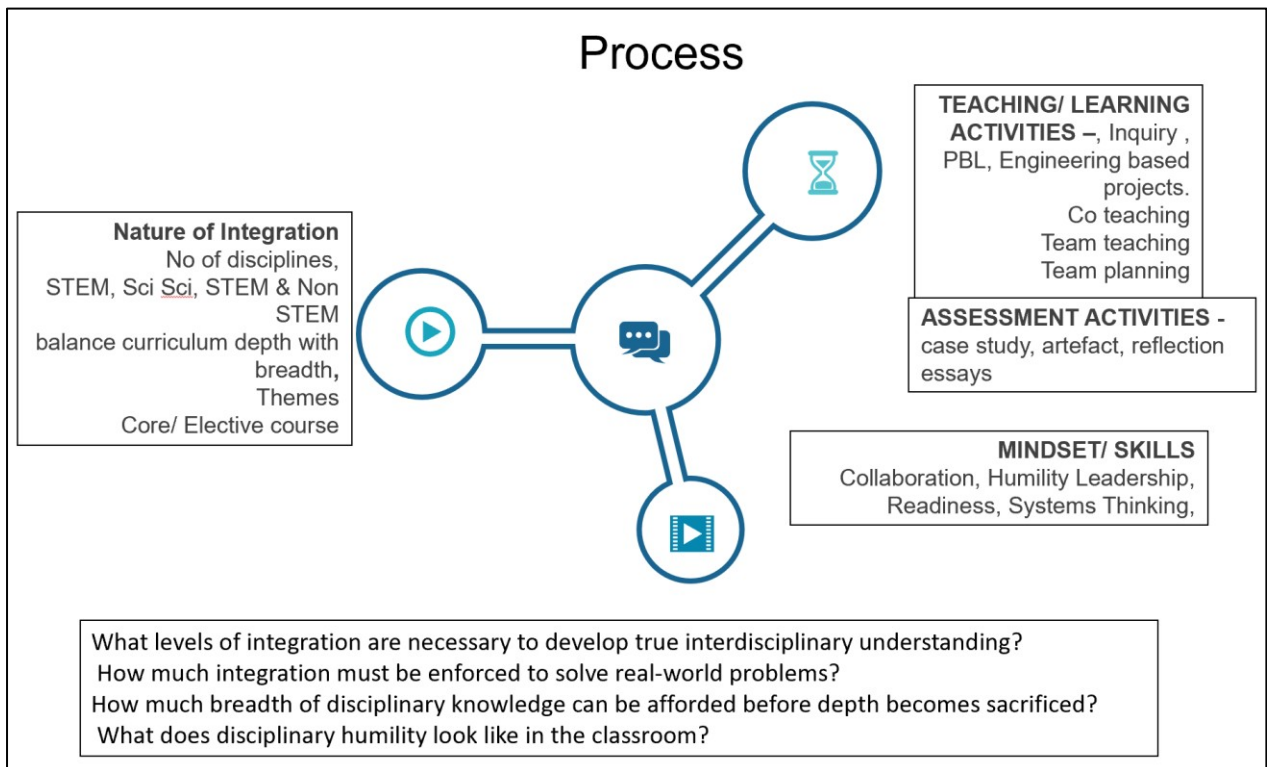 Process
Nature of Integration
No of disciplines,
STEM, Sci Sci, STEM & Non
STEM
balance curriculum depth with
breadth,
Themes
Core/ Elective course
TEACHING/ LEARNING
ACTIVITIES –, Inquiry ,
PBL, Engineering based
projects.
Co teaching
Team teaching
Team planning
ASSESSMENT ACTIVITIES -
case study, artefact, reflection
essays
MINDSET/ SKILLS
Collaboration, Humility Leadership,
Readiness, Systems Thinking,
What levels of integration are necessary to develop true interdisciplinary understanding?
How much integration must be enforced to solve real-world problems?
How much breadth of disciplinary knowledge can be afforded before depth becomes sacrificed?
What does disciplinary humility look like in the classroom?